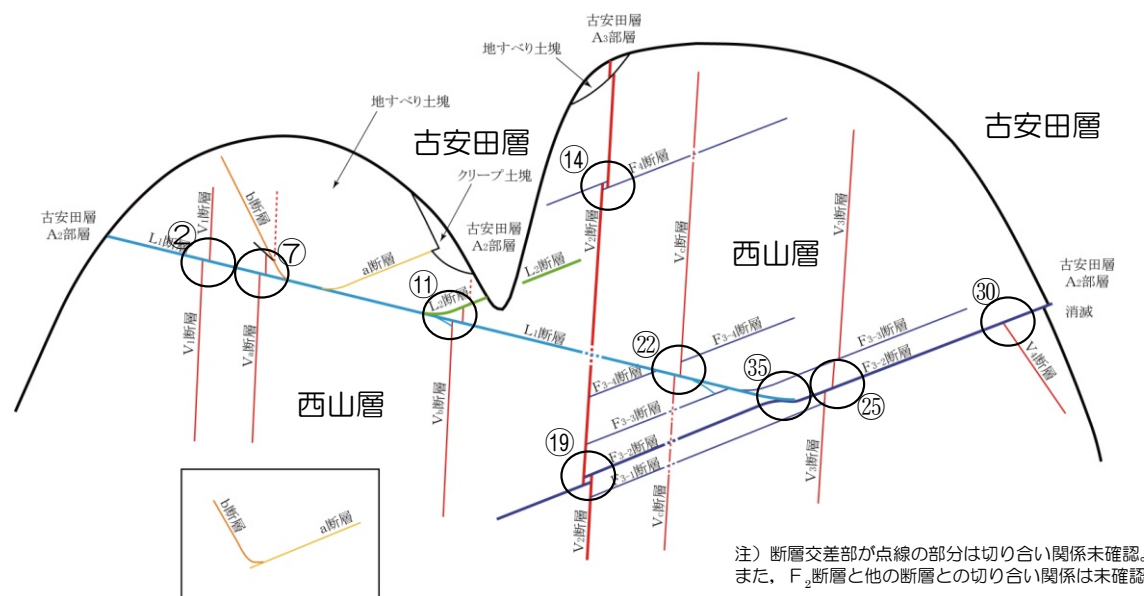 古安田層
A₃部層
地すべり土塊
地すべり土塊
古安田層
古安田層
⑭
F₄断層
クリープ土塊
b断層
V₁断層
古安田層
A₂部層
②
⑦
L₁断層
a断層
古安田層
A₂部層
V₂断層
Vc断層
V₃断層
西山層
L₂断層
⑪
L₂断層
古安田層
A₂部層
消滅
㉚
L₁断層
㉒
F₃₋₄断層
F₃₋₃断層
㉟
F₃₋₄断層
F₃₋₂断層
V₄断層
V₁断層
Va断層
西山層
Vb断層
F₃₋₃断層
㉕
⑲
F₃₋₂断層
F₃₋₁断層
V₃断層
V₂断層
Vc断層
b断層
a断層
注）断層交差部が点線の部分は切り合い関係未確認。
また，F₂断層と他の断層との切り合い関係は未確認